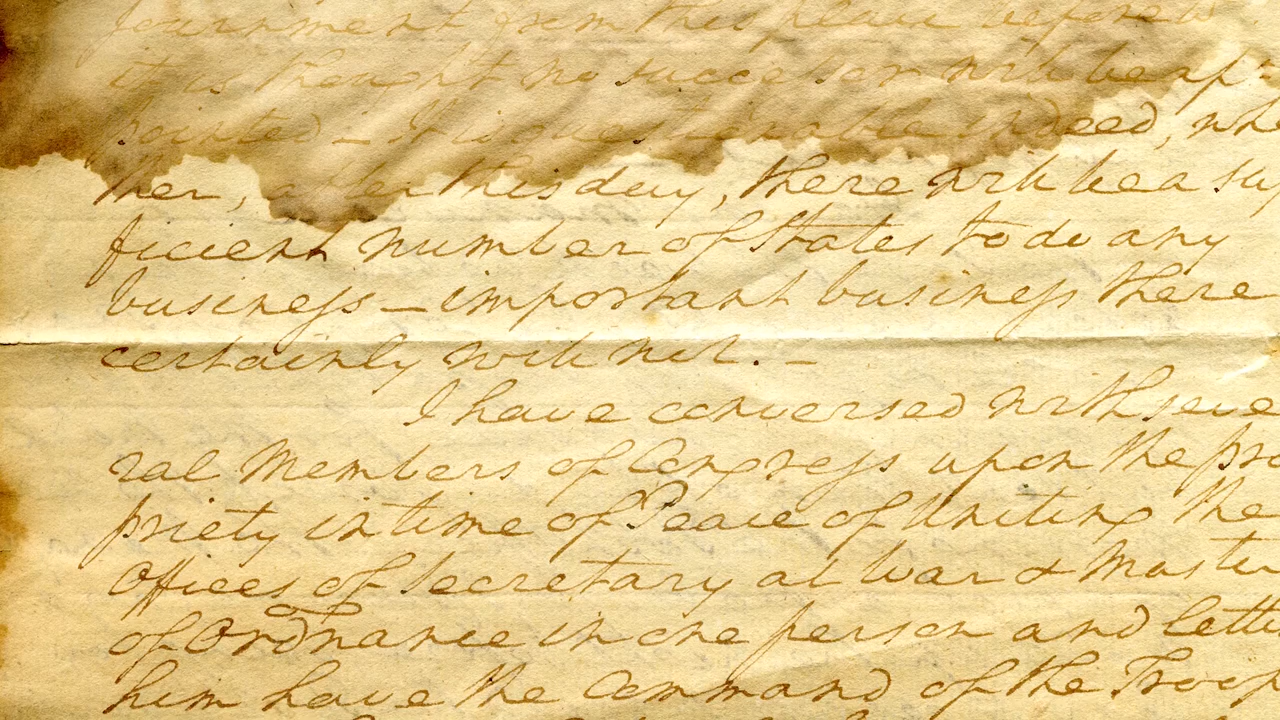 journment from this place before w
it is thought no successor will be ap
pointed – It is questionable indeed, whe
ther, after this day, there will be a suf
ficient number of States to do any
business – important business there
certainly will not. –
I have conversed with seve
ral Members of Congress upon the pro
priety in time of Peace of Uniting the
Offices of Secretary at War & Master
of Ordnance in one person and letti
him have the Command of the Troop